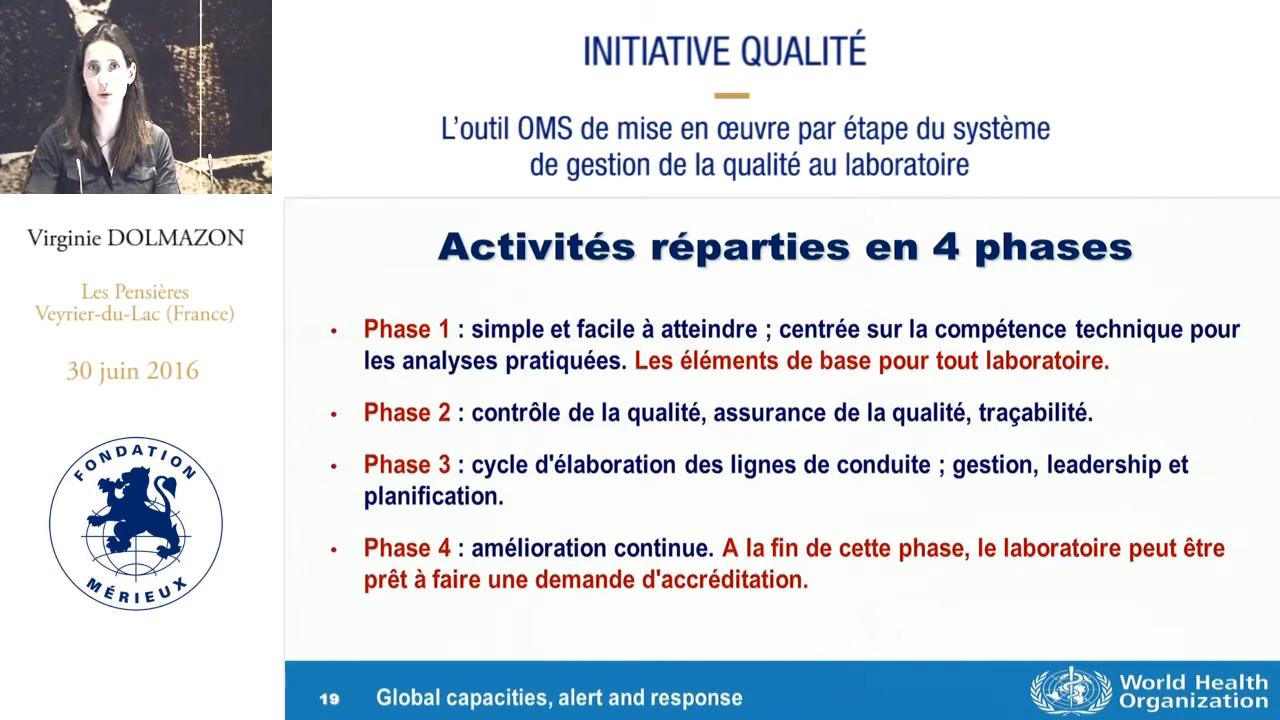 INITIATIVE QUALITÉ
L'outil OMS de mise en œuvre par étape du système
de gestion de la qualité au laboratoire
Virginie DOLMAZON
Les Pensières
Veyrier-du-Lac (France)
30 juin 2016
FONDATION
MÉRIEUX
Activités réparties en 4 phases
• Phase 1 : simple et facile à atteindre ; centrée sur la compétence technique pour
les analyses pratiquées. Les éléments de base pour tout laboratoire.
• Phase 2 : contrôle de la qualité, assurance de la qualité, traçabilité.
• Phase 3 : cycle d'élaboration des lignes de conduite ; gestion, leadership et
planification.
• Phase 4 : amélioration continue. A la fin de cette phase, le laboratoire peut être
prêt à faire une demande d'accréditation.
19 Global capacities, alert and response
World Health
Organization